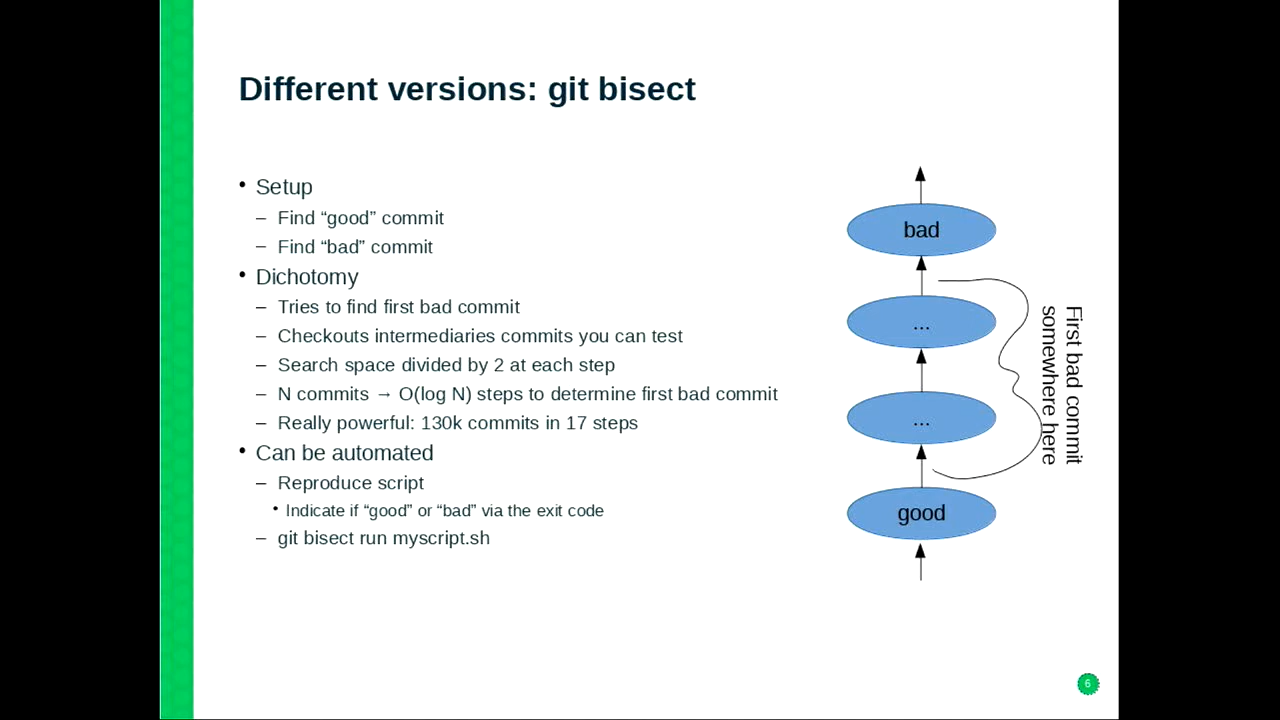 Different versions: git bisect
• Setup
– Find “good” commit
– Find “bad” commit
• Dichotomy
– Tries to find first bad commit
– Checkouts intermediaries commits you can test
– Search space divided by 2 at each step
– N commits → O(log N) steps to determine first bad commit
– Really powerful: 130k commits in 17 steps
• Can be automated
– Reproduce script
• Indicate if “good” or “bad” via the exit code
– git bisect run myscript.sh
bad
...
...
good
First bad commit
somewhere here
6